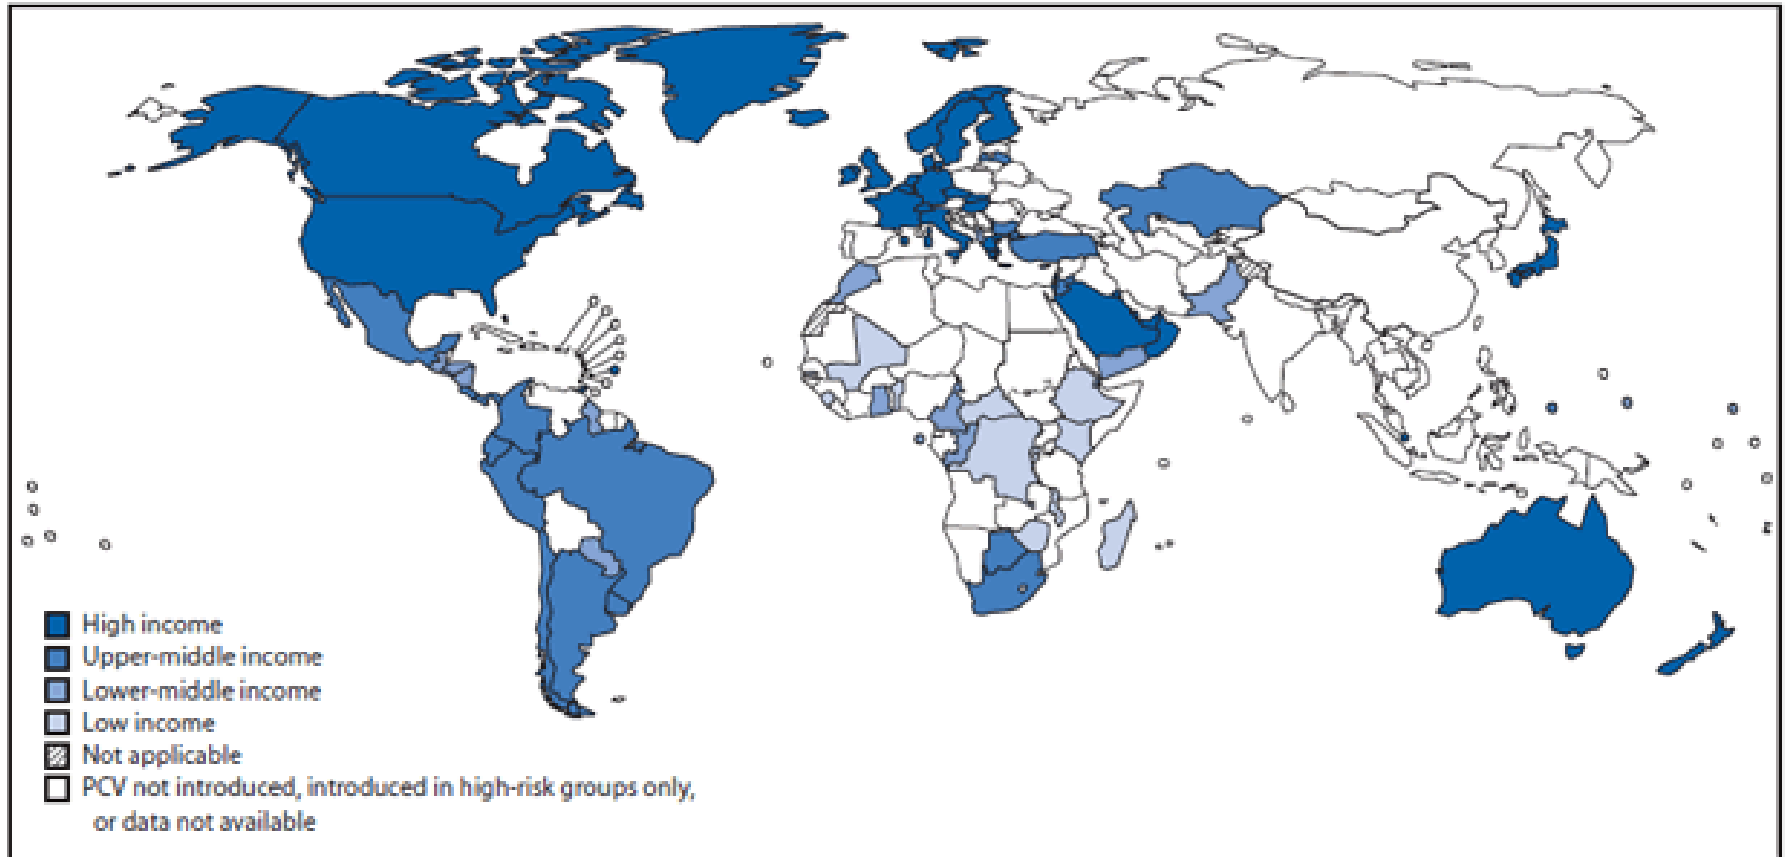 High income
Upper-middle income
Lower-middle income
Low income
Not applicable
PCV not introduced, introduced in high-risk groups only,
or data not available